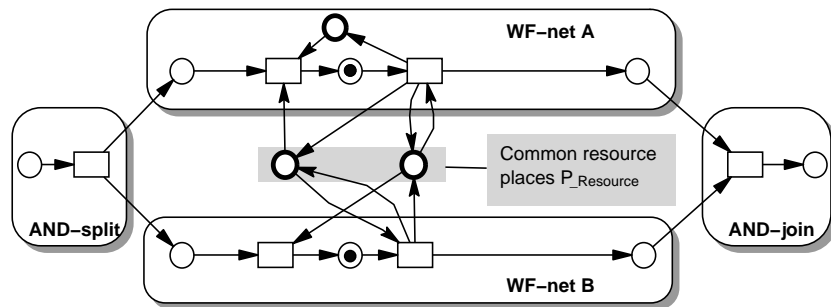 WF−net A
Common resource
places P_Resource
AND−split
AND−join
WF−net B